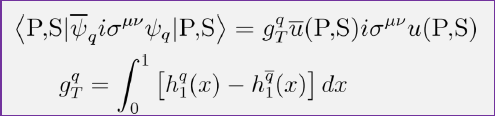 ⟨P,S|ψ̅_q iσ^{μν} ψ_q|P,S⟩ = g_T^q u̅(P,S)iσ^{μν}u(P,S)
g_T^q = ∫_0^1 [h_1^q(x) − h_1^{q̅}(x)] dx